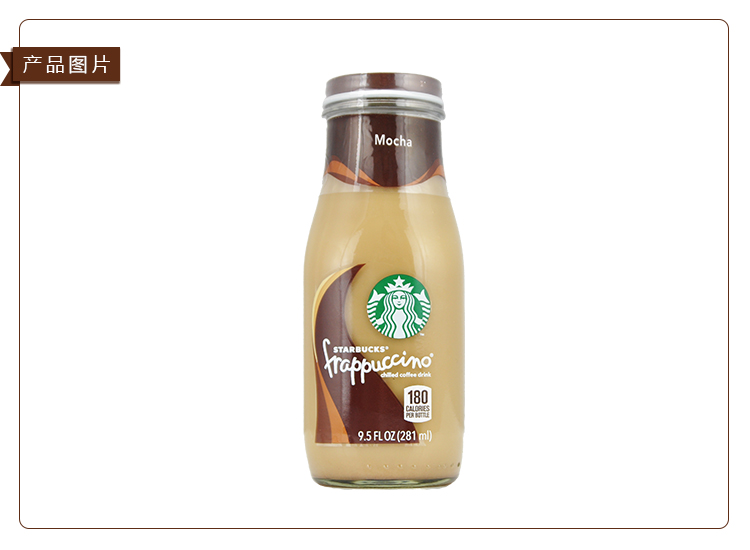 产品图片
Mocha
STARBUCKS®
frappuccino®
chilled coffee drink
180
CALORIES
PER BOTTLE
9.5 FL OZ (281 ml)